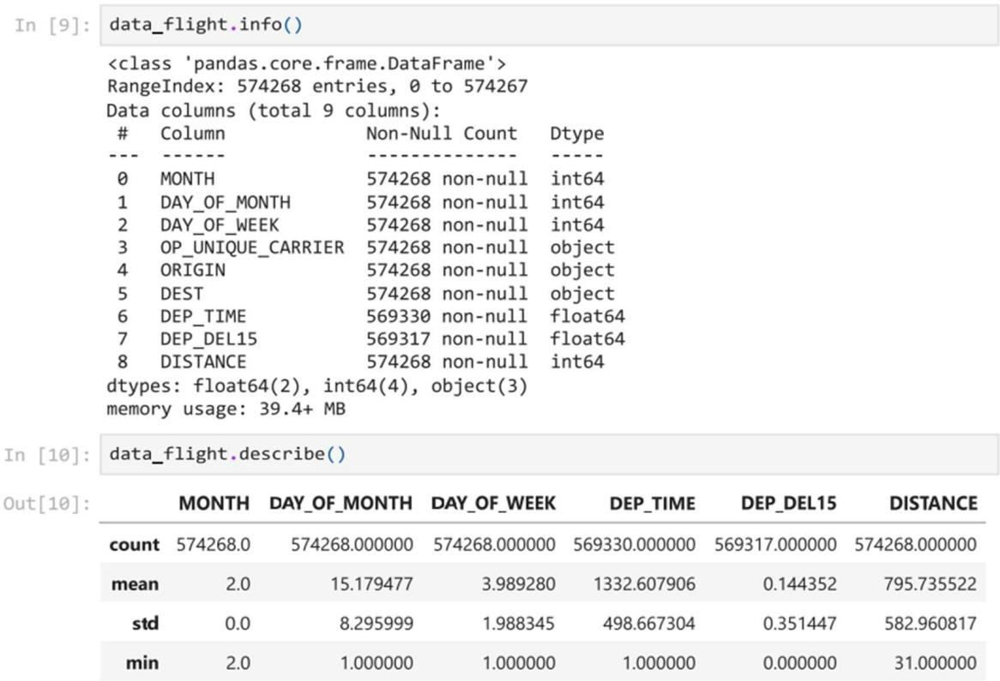 In [9]: data_flight.info()
<class 'pandas.core.frame.DataFrame'>
RangeIndex: 574268 entries, 0 to 574267
Data columns (total 9 columns):
# Column Non-Null Count Dtype
--- ------ -------------- -----
0 MONTH 574268 non-null int64
1 DAY_OF_MONTH 574268 non-null int64
2 DAY_OF_WEEK 574268 non-null int64
3 OP_UNIQUE_CARRIER 574268 non-null object
4 ORIGIN 574268 non-null object
5 DEST 574268 non-null object
6 DEP_TIME 569330 non-null float64
7 DEP_DEL15 569317 non-null float64
8 DISTANCE 574268 non-null int64
dtypes: float64(2), int64(4), object(3)
memory usage: 39.4+ MB
In [10]: data_flight.describe()
Out[10]: MONTH DAY_OF_MONTH DAY_OF_WEEK DEP_TIME DEP_DEL15 DISTANCE
count 574268.0 574268.000000 574268.000000 569330.000000 569317.000000 574268.000000
mean 2.0 15.179477 3.989280 1332.607906 0.144352 795.735522
std 0.0 8.295999 1.988345 498.667304 0.351447 582.960817
min 2.0 1.000000 1.000000 1.000000 0.000000 31.000000